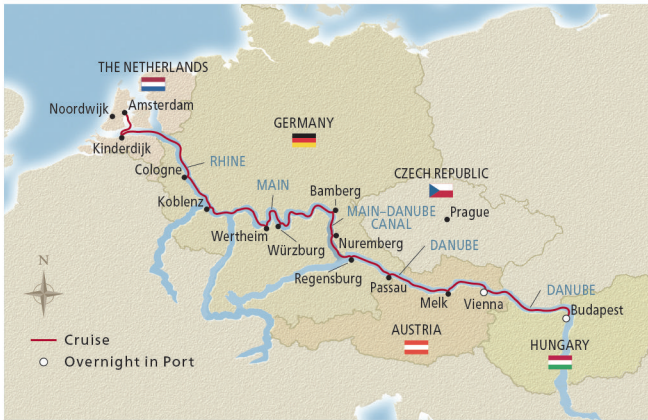 THE NETHERLANDS
Noordwijk
Amsterdam
Kinderdijk
GERMANY
RHINE
Cologne
MAIN
CZECH REPUBLIC
Koblenz
Bamberg
MAIN–DANUBE
CANAL
Prague
Wertheim
Würzburg
Nuremberg
DANUBE
Regensburg
Passau
Melk
Vienna
DANUBE
Budapest
N
AUSTRIA
HUNGARY
Cruise
Overnight in Port